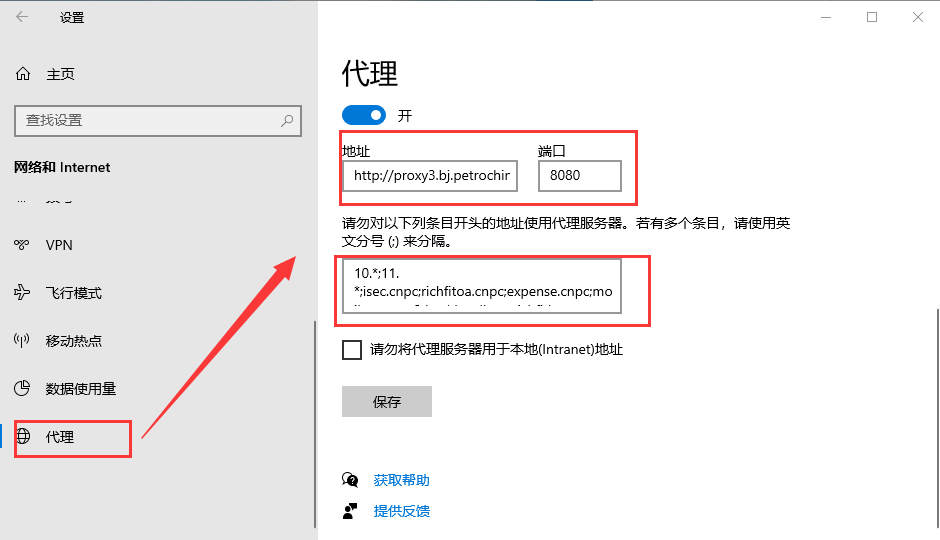 设置
主页
查找设置
网络和 Internet
VPN
飞行模式
移动热点
数据使用量
代理
代理
开
地址
端口
http://proxy3.bj.petrochir
8080
请勿对以下列条目开头的地址使用代理服务器。若有多个条目，请使用英
文分号 (;) 来分隔。
10.*;11.
*;isec.cnpc;richfitoa.cnpc;expense.cnpc;mo
请勿将代理服务器用于本地(Intranet)地址
保存
获取帮助
提供反馈